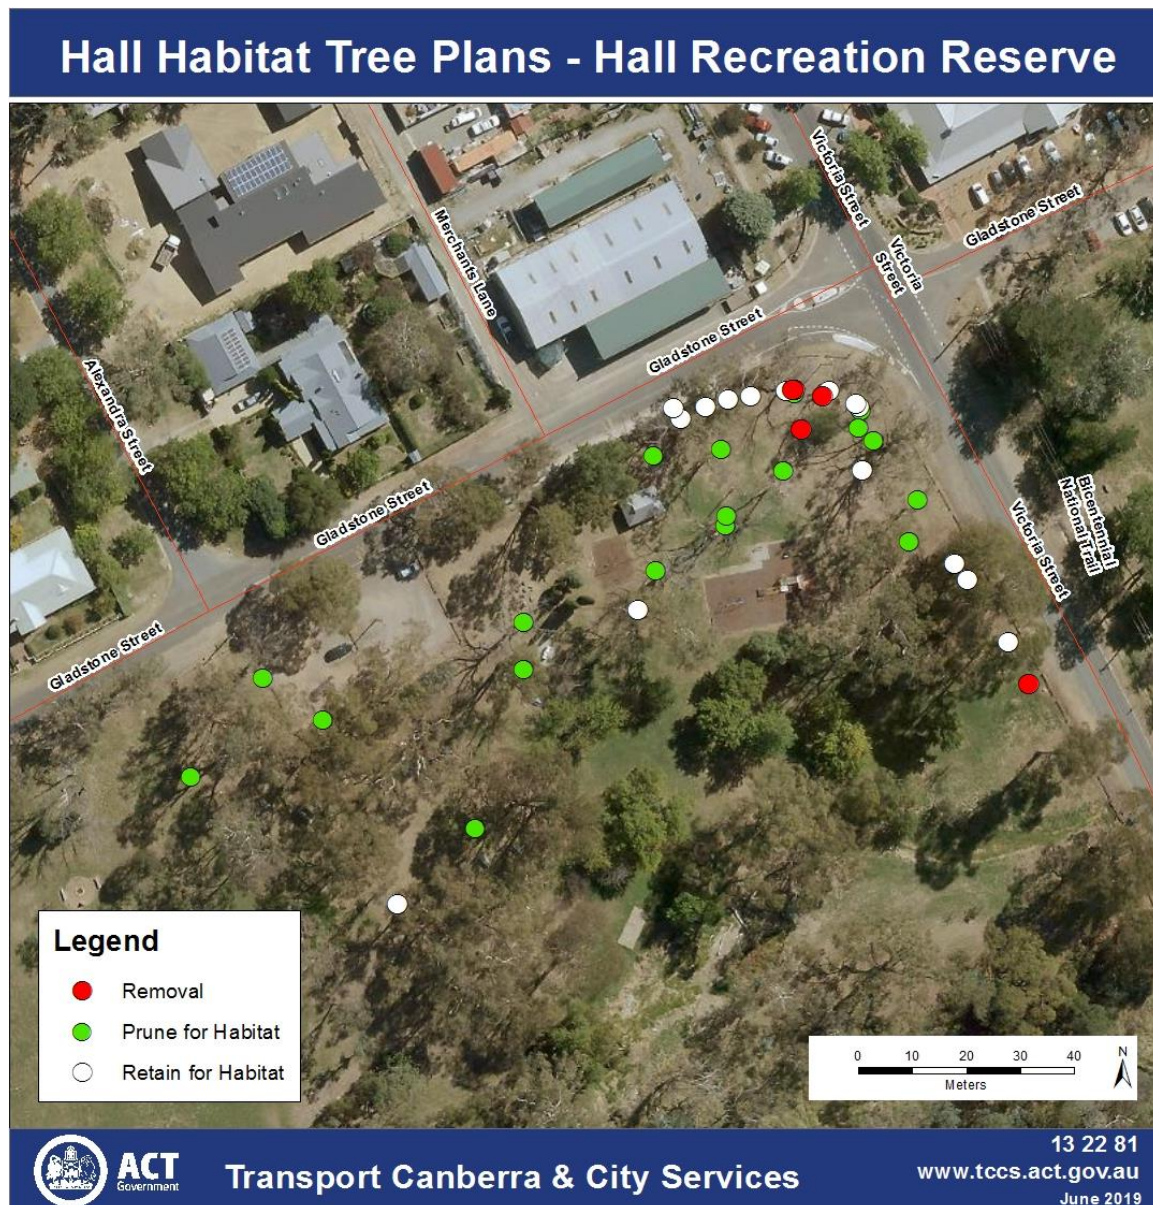 Hall Habitat Tree Plans - Hall Recreation Reserve
Victoria Street
Merchants Lane
Victoria
Street
Gladstone Street
Gladstone Street
Alexandra Street
Gladstone Street
Bicentennial
National Trail
Victoria Street
Gladstone Street
Legend
Removal
Prune for Habitat
Retain for Habitat
0 10 20 30 40
Meters
N
ACT
Government
Transport Canberra & City Services
13 22 81
www.tccs.act.gov.au
June 2019